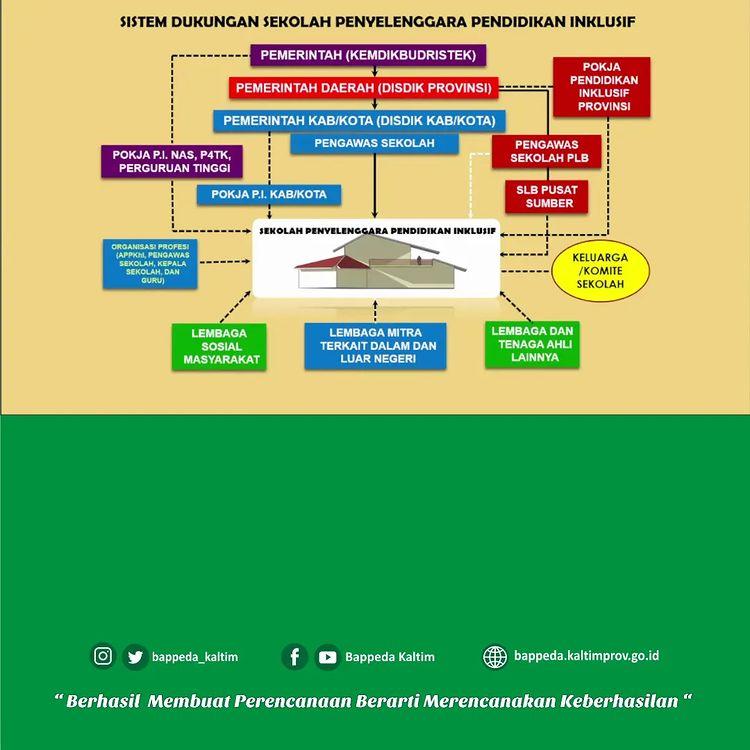 SISTEM DUKUNGAN SEKOLAH PENYELENGGARA PENDIDIKAN INKLUSIF
PEMERINTAH (KEMDIKBUDRISTEK)
PEMERINTAH DAERAH (DISDIK PROVINSI)
POKJA
PENDIDIKAN
INKLUSIF
PROVINSI
PEMERINTAH KAB/KOTA (DISDIK KAB/KOTA)
PENGAWAS SEKOLAH
PENGAWAS
SEKOLAH PLB
POKJA P.I. NAS, P4TK,
PERGURUAN TINGGI
POKJA P.I. KAB/KOTA
SLB PUSAT
SUMBER
SEKOLAH PENYELENGGARA PENDIDIKAN INKLUSIF
ORGANISASI PROFESI
(APPKhI, PENGAWAS
SEKOLAH, KEPALA
SEKOLAH, DAN
GURU)
KELUARGA
/KOMITE
SEKOLAH
LEMBAGA
SOSIAL
MASYARAKAT
LEMBAGA MITRA
TERKAIT DALAM DAN
LUAR NEGERI
LEMBAGA DAN
TENAGA AHLI
LAINNYA
bappeda_kaltim
Bappeda Kaltim
bappeda.kaltimprov.go.id
“ Berhasil Membuat Perencanaan Berarti Merencanakan Keberhasilan “